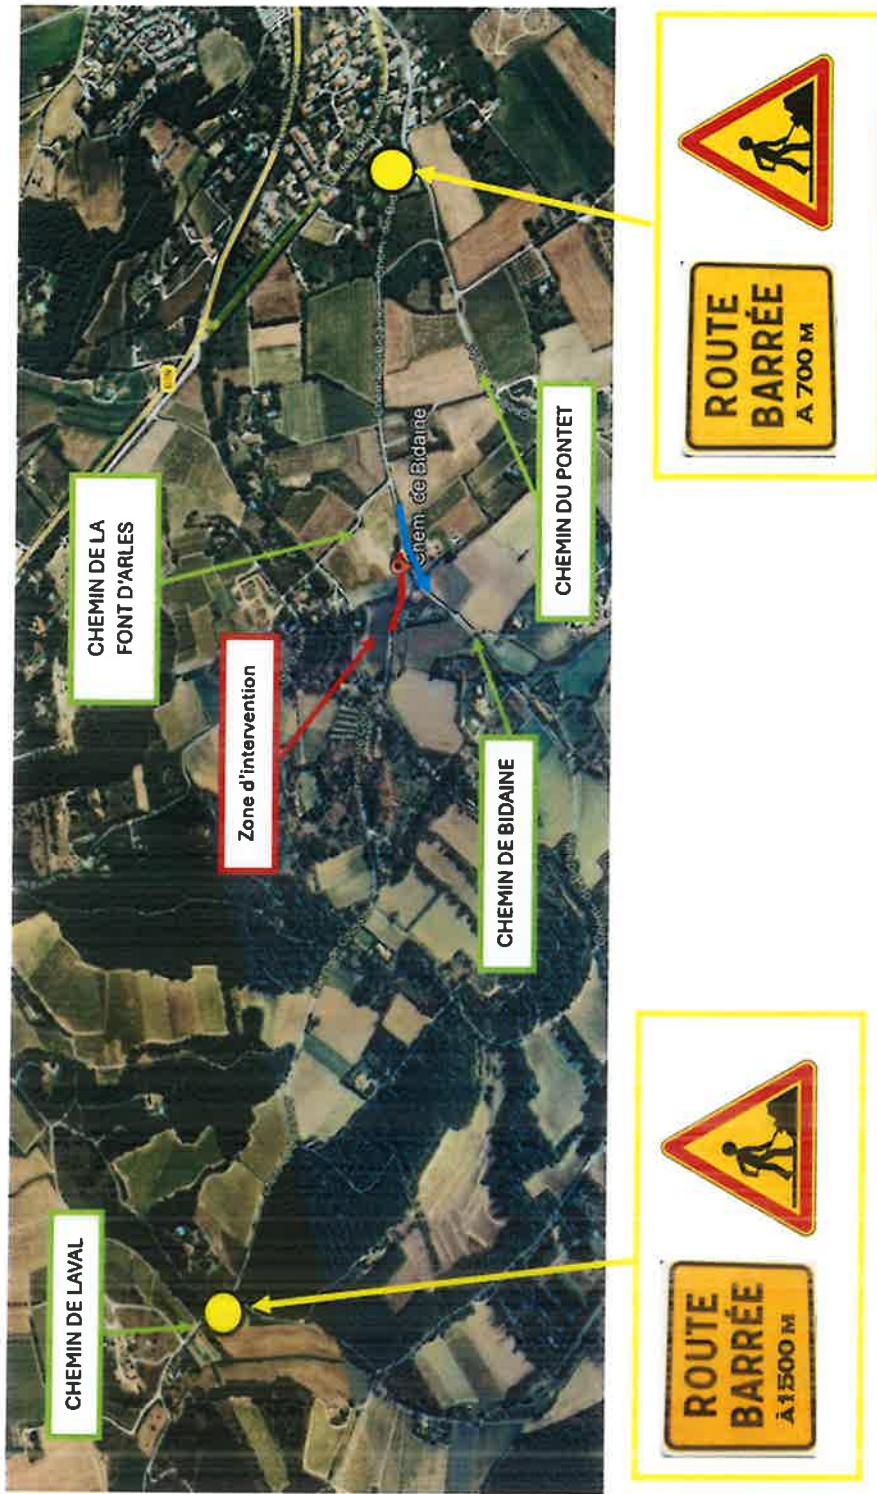 CHEMIN DE LAVAL
Zone d'intervention
CHEMIN DE LA
FONT D'ARLES
Chem. de Bidaine
CHEMIN DE BIDAINE
CHEMIN DU PONTET
ROUTE
BARRÉE
À 1500 M
ROUTE
BARRÉE
A 700 M